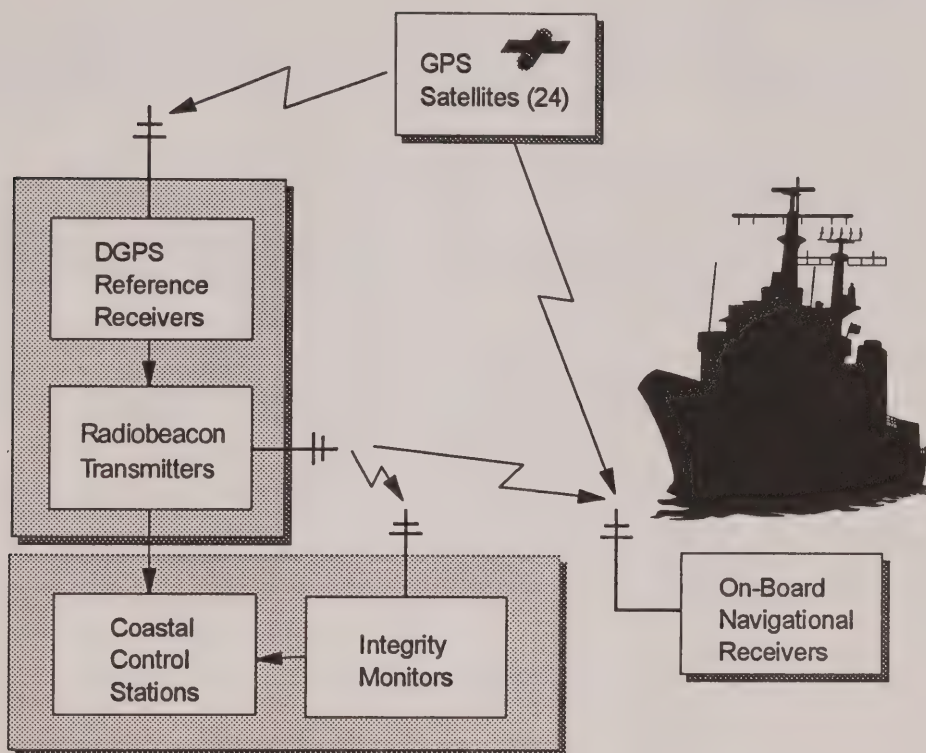 GPS
Satellites (24)
DGPS
Reference
Receivers
Radiobeacon
Transmitters
Coastal
Control
Stations
Integrity
Monitors
On-Board
Navigational
Receivers